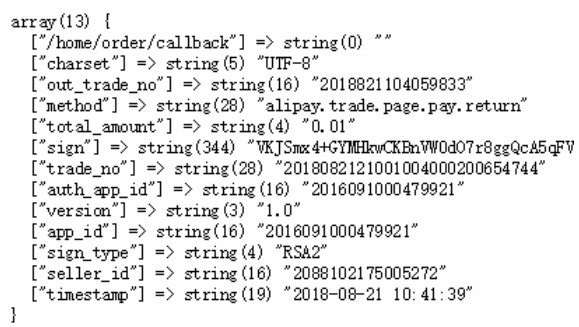 array(13) {
["/home/order/callback"] => string(0) ""
["charset"] => string(5) "UTF-8"
["out_trade_no"] => string(16) "2018821104059833"
["method"] => string(28) "alipay.trade.page.pay.return"
["total_amount"] => string(4) "0.01"
["sign"] => string(344) "VKJSmx4+GYMHkwCKBnVW0dO7r8ggQcA5qFV
["trade_no"] => string(28) "2018082121001004000200654744"
["auth_app_id"] => string(16) "2016091000479921"
["version"] => string(3) "1.0"
["app_id"] => string(16) "2016091000479921"
["sign_type"] => string(4) "RSA2"
["seller_id"] => string(16) "2088102175005272"
["timestamp"] => string(19) "2018-08-21 10:41:39"
}